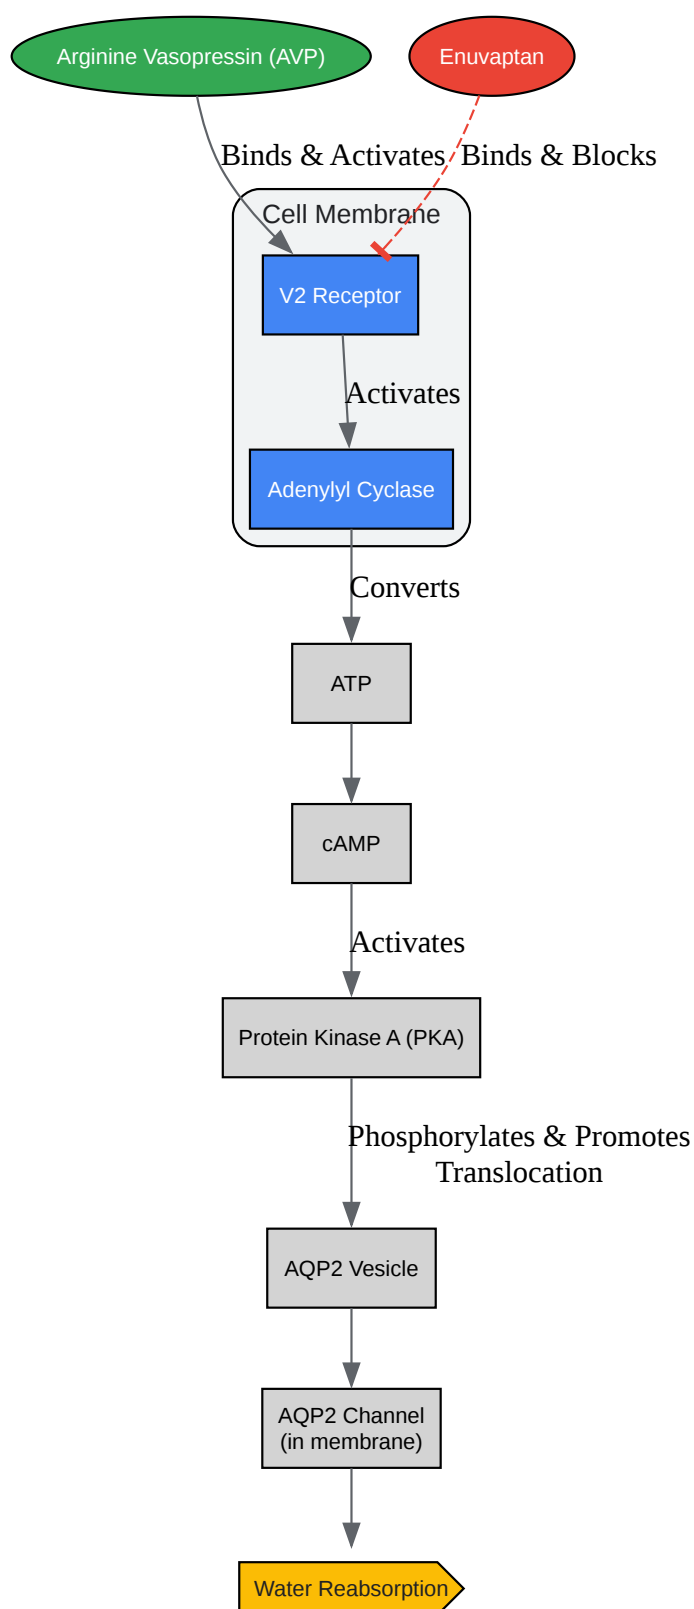 Arginine Vasopressin (AVP)
Enuvaptan
Binds & Activates
Binds & Blocks
Cell Membrane
V2 Receptor
Activates
Adenylyl Cyclase
Converts
ATP
cAMP
Activates
Protein Kinase A (PKA)
Phosphorylates & Promotes
Translocation
AQP2 Vesicle
AQP2 Channel
(in membrane)
Water Reabsorption